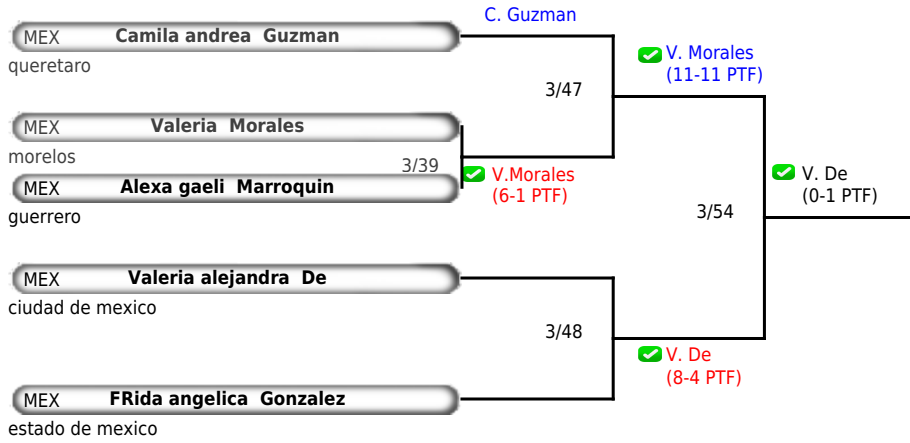 C. Guzman
MEX Camila andrea Guzman
queretaro
V. Morales
(11-11 PTF)
3/47
MEX Valeria Morales
morelos
3/39
V.Morales
(6-1 PTF)
MEX Alexa gaeli Marroquin
guerrero
V. De
(0-1 PTF)
3/54
MEX Valeria alejandra De
ciudad de mexico
3/48
V. De
(8-4 PTF)
MEX FRida angelica Gonzalez
estado de mexico